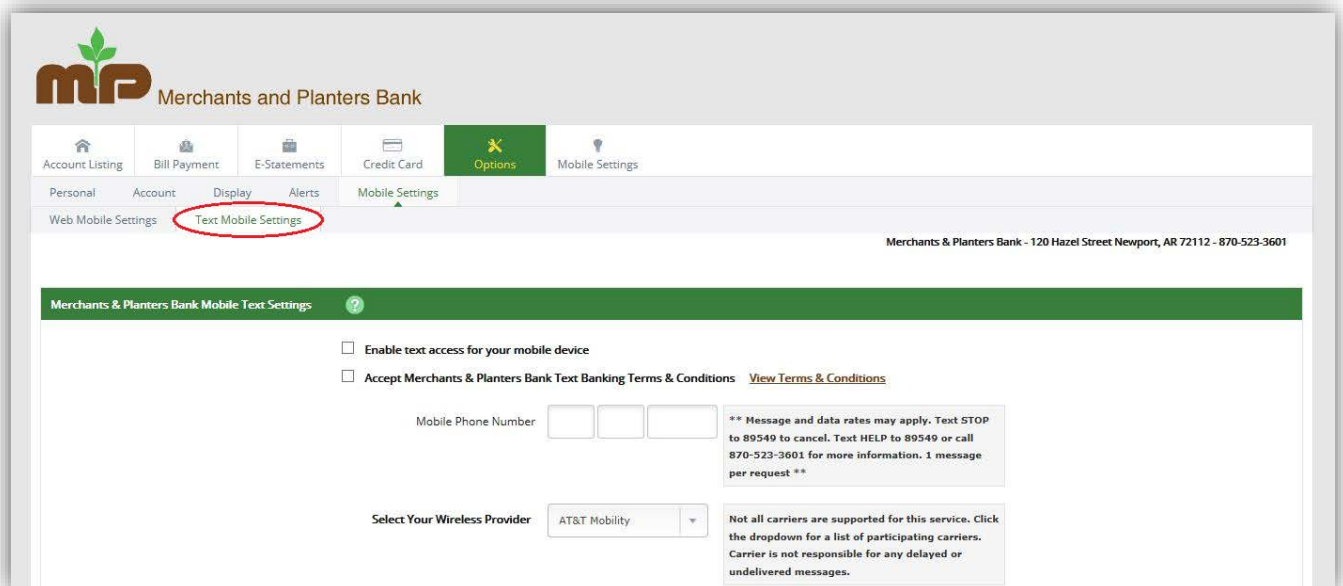 mp Merchants and Planters Bank
Account Listing Bill Payment E-Statements Credit Card Options Mobile Settings
Personal Account Display Alerts Mobile Settings
Web Mobile Settings Text Mobile Settings
Merchants & Planters Bank - 120 Hazel Street Newport, AR 72112 - 870-523-3601
Merchants & Planters Bank Mobile Text Settings ?
Enable text access for your mobile device
Accept Merchants & Planters Bank Text Banking Terms & Conditions View Terms & Conditions
Mobile Phone Number
** Message and data rates may apply. Text STOP
to 89549 to cancel. Text HELP to 89549 or call
870-523-3601 for more information. 1 message
per request **
Select Your Wireless Provider AT&T Mobility
Not all carriers are supported for this service. Click
the dropdown for a list of participating carriers.
Carrier is not responsible for any delayed or
undelivered messages.